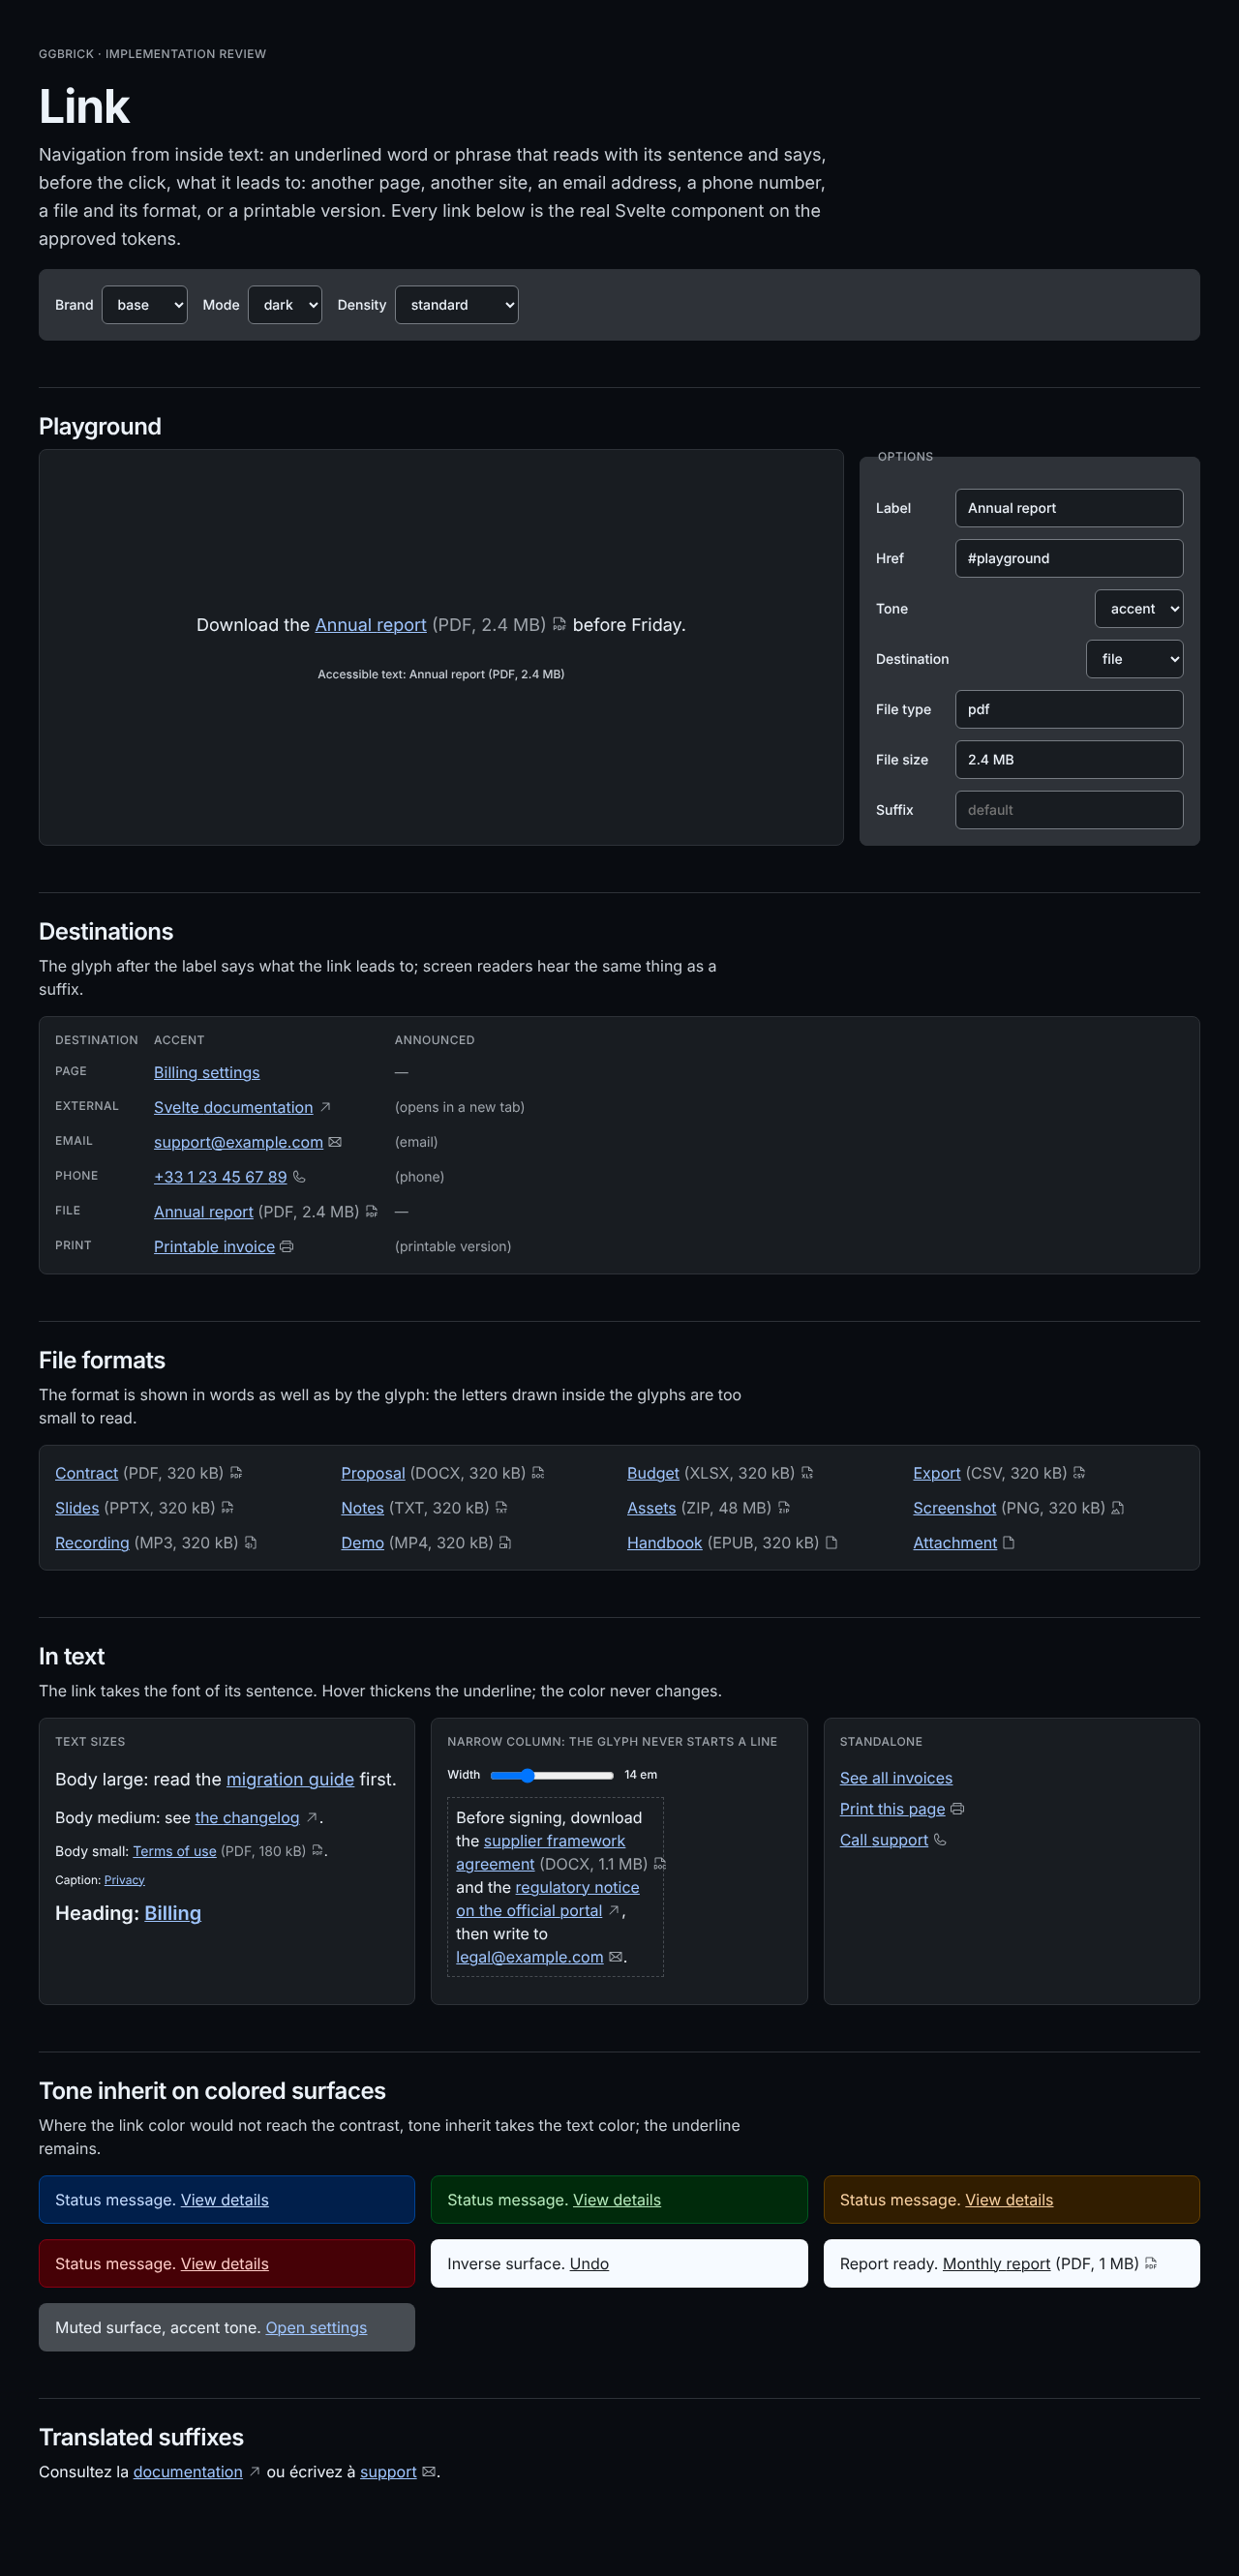 GGBRICK · IMPLEMENTATION REVIEW
Link
Navigation from inside text: an underlined word or phrase that reads with its sentence and says,
before the click, what it leads to: another page, another site, an email address, a phone number,
a file and its format, or a printable version. Every link below is the real Svelte component on the
approved tokens.
Brand base Mode dark Density standard
Playground
Download the Annual report (PDF, 2.4 MB) PDF before Friday.
Accessible text: Annual report (PDF, 2.4 MB)
OPTIONS
Label Annual report
Href #playground
Tone accent
Destination file
File type pdf
File size 2.4 MB
Suffix default
Destinations
The glyph after the label says what the link leads to; screen readers hear the same thing as a
suffix.
DESTINATION ACCENT ANNOUNCED
PAGE Billing settings —
EXTERNAL Svelte documentation (opens in a new tab)
EMAIL support@example.com (email)
PHONE +33 1 23 45 67 89 (phone)
FILE Annual report (PDF, 2.4 MB) PDF —
PRINT Printable invoice (printable version)
File formats
The format is shown in words as well as by the glyph: the letters drawn inside the glyphs are too
small to read.
Contract (PDF, 320 kB) PDF Proposal (DOCX, 320 kB) DOC Budget (XLSX, 320 kB) XLS Export (CSV, 320 kB) CSV
Slides (PPTX, 320 kB) PPT Notes (TXT, 320 kB) TXT Assets (ZIP, 48 MB) ZIP Screenshot (PNG, 320 kB)
Recording (MP3, 320 kB) Demo (MP4, 320 kB) Handbook (EPUB, 320 kB) Attachment
In text
The link takes the font of its sentence. Hover thickens the underline; the color never changes.
TEXT SIZES
Body large: read the migration guide first.
Body medium: see the changelog.
Body small: Terms of use (PDF, 180 kB) PDF.
Caption: Privacy
Heading: Billing
NARROW COLUMN: THE GLYPH NEVER STARTS A LINE
Width 14 em
Before signing, download
the supplier framework
agreement (DOCX, 1.1 MB) DOC
and the regulatory notice
on the official portal,
then write to
legal@example.com.
STANDALONE
See all invoices
Print this page
Call support
Tone inherit on colored surfaces
Where the link color would not reach the contrast, tone inherit takes the text color; the underline
remains.
Status message. View details
Status message. View details
Status message. View details
Status message. View details
Inverse surface. Undo
Report ready. Monthly report (PDF, 1 MB) PDF
Muted surface, accent tone. Open settings
Translated suffixes
Consultez la documentation ou écrivez à support.